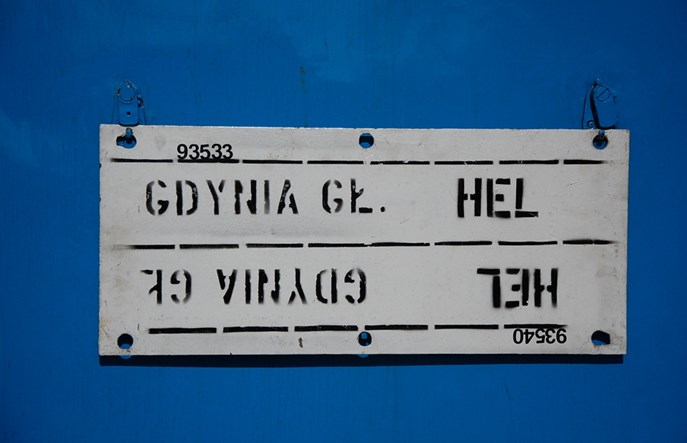 93533
GDYNIA GŁ. HEL
93540
HEL GDYNIA GŁ